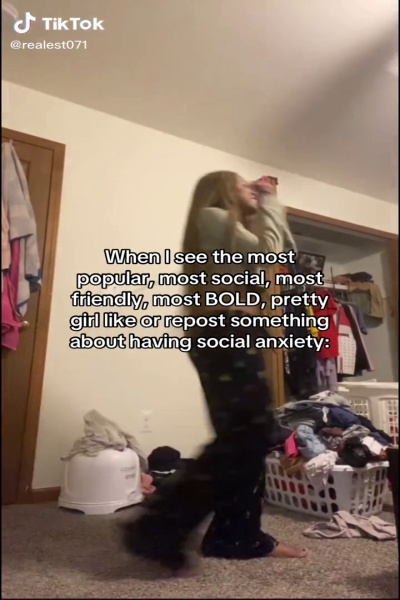 TikTok
@realest071
When I see the most
popular, most social, most
friendly, most BOLD, pretty
girl like or repost something
about having social anxiety: